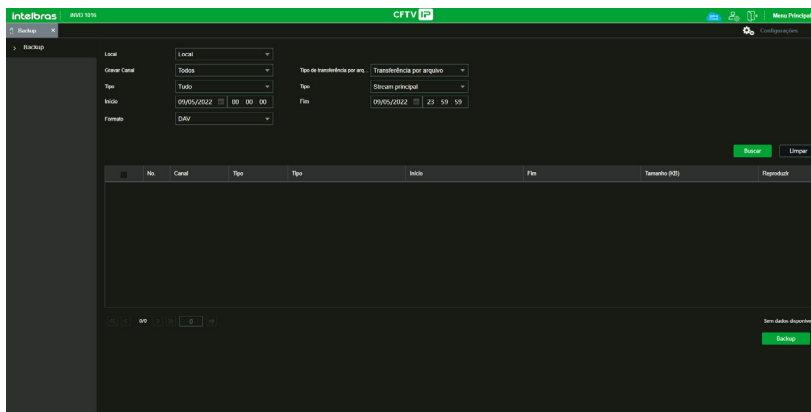 intelbras iNVD 1016 CFTV IP Menu Principal
Backup × Configurações
> Backup
Local Local
Gravar Canal Todos Tipo de transferência por arq... Transferência por arquivo
Tipo Tudo Tipo Stream principal
Início 09/05/2022 00 : 00 : 00 Fim 09/05/2022 23 : 59 : 59
Formato DAV
Buscar Limpar
No. Canal Tipo Tipo Início Fim Tamanho (KB) Reproduzir
0/0 0 Sem dados disponíve
Backup